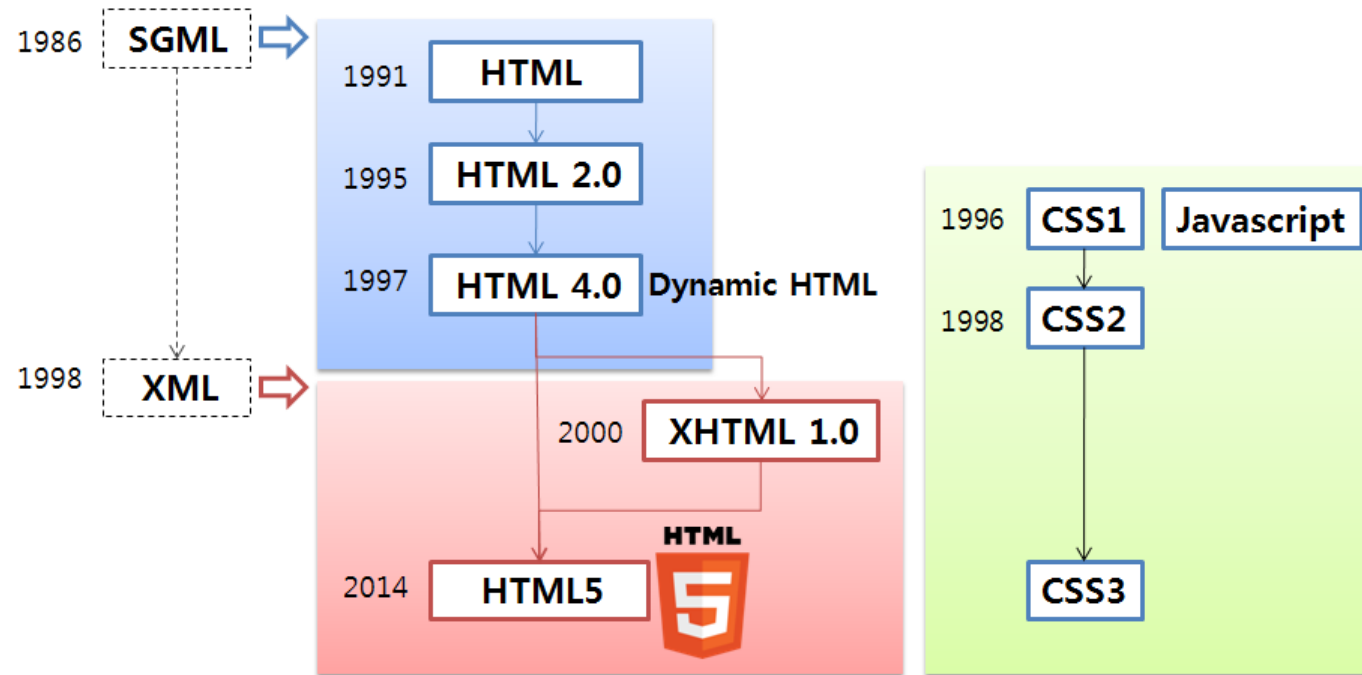 1986 SGML
1991 HTML
1995 HTML 2.0
1997 HTML 4.0 Dynamic HTML
1998 XML
2000 XHTML 1.0
2014 HTML5
HTML
5
1996 CSS1 Javascript
1998 CSS2
CSS3